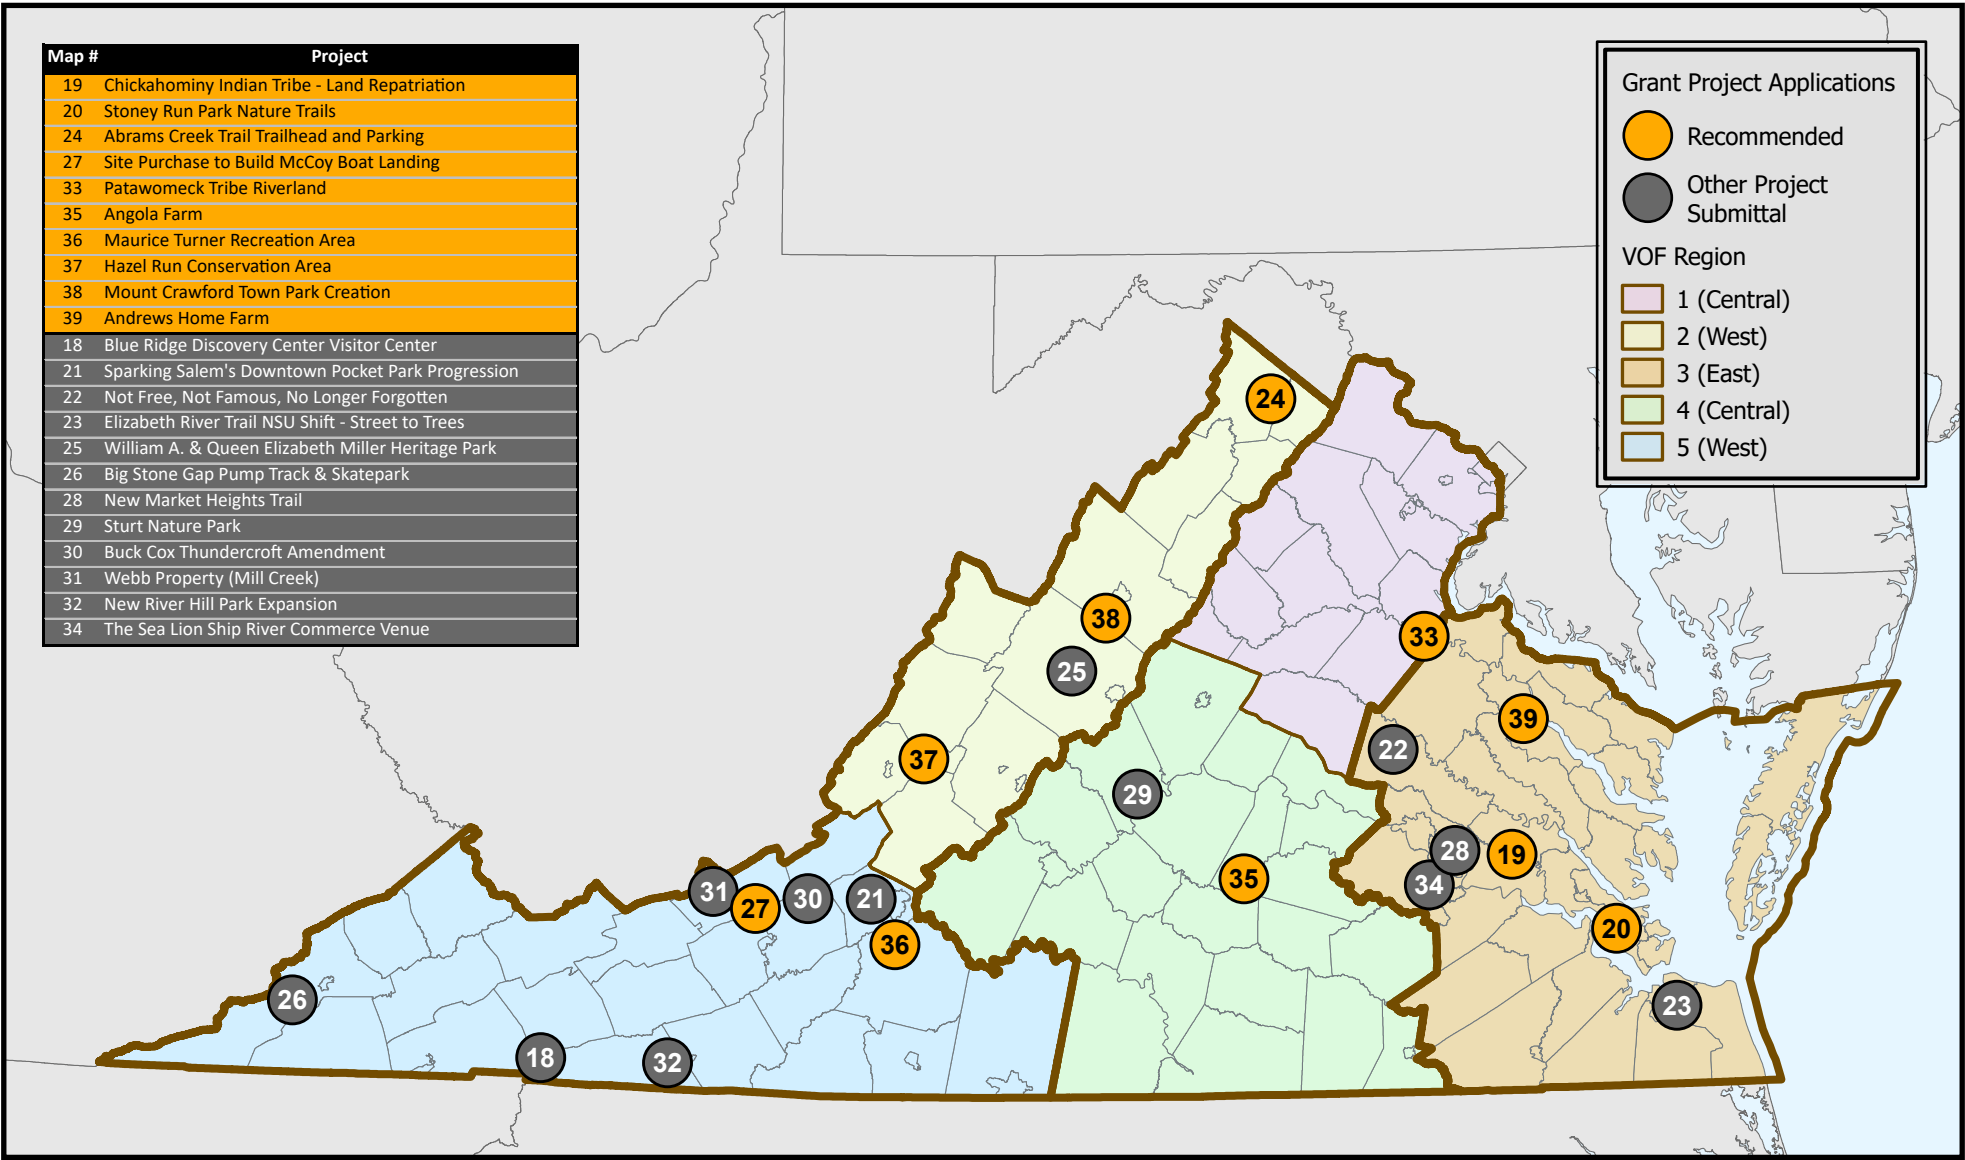 Map # Project
19 Chickahominy Indian Tribe - Land Repatriation
20 Stoney Run Park Nature Trails
24 Abrams Creek Trail Trailhead and Parking
27 Site Purchase to Build McCoy Boat Landing
33 Patawomeck Tribe Riverland
35 Angola Farm
36 Maurice Turner Recreation Area
37 Hazel Run Conservation Area
38 Mount Crawford Town Park Creation
39 Andrews Home Farm
18 Blue Ridge Discovery Center Visitor Center
21 Sparking Salem's Downtown Pocket Park Progression
22 Not Free, Not Famous, No Longer Forgotten
23 Elizabeth River Trail NSU Shift - Street to Trees
25 William A. & Queen Elizabeth Miller Heritage Park
26 Big Stone Gap Pump Track & Skatepark
28 New Market Heights Trail
29 Sturt Nature Park
30 Buck Cox Thundercroft Amendment
31 Webb Property (Mill Creek)
32 New River Hill Park Expansion
34 The Sea Lion Ship River Commerce Venue
Grant Project Applications
Recommended
Other Project
Submittal
VOF Region
1 (Central)
2 (West)
3 (East)
4 (Central)
5 (West)
24
38
33
25
39
22
37
29
28
19
35
34
31
27
30
21
20
36
26
23
18
32